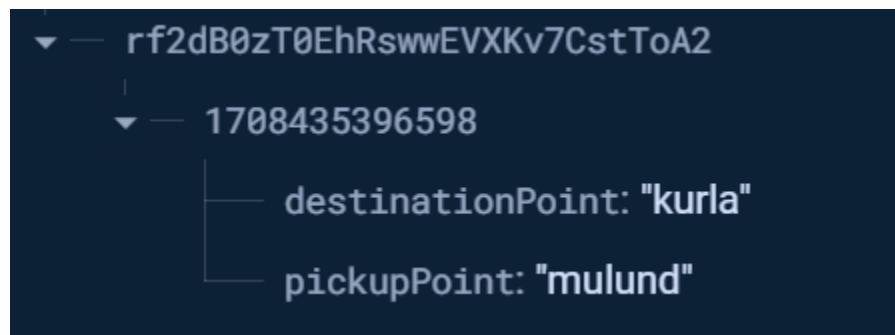 rf2dB0zT0EhRswwEVXKv7CstToA2
1708435396598
destinationPoint: "kurla"
pickupPoint: "mulund"